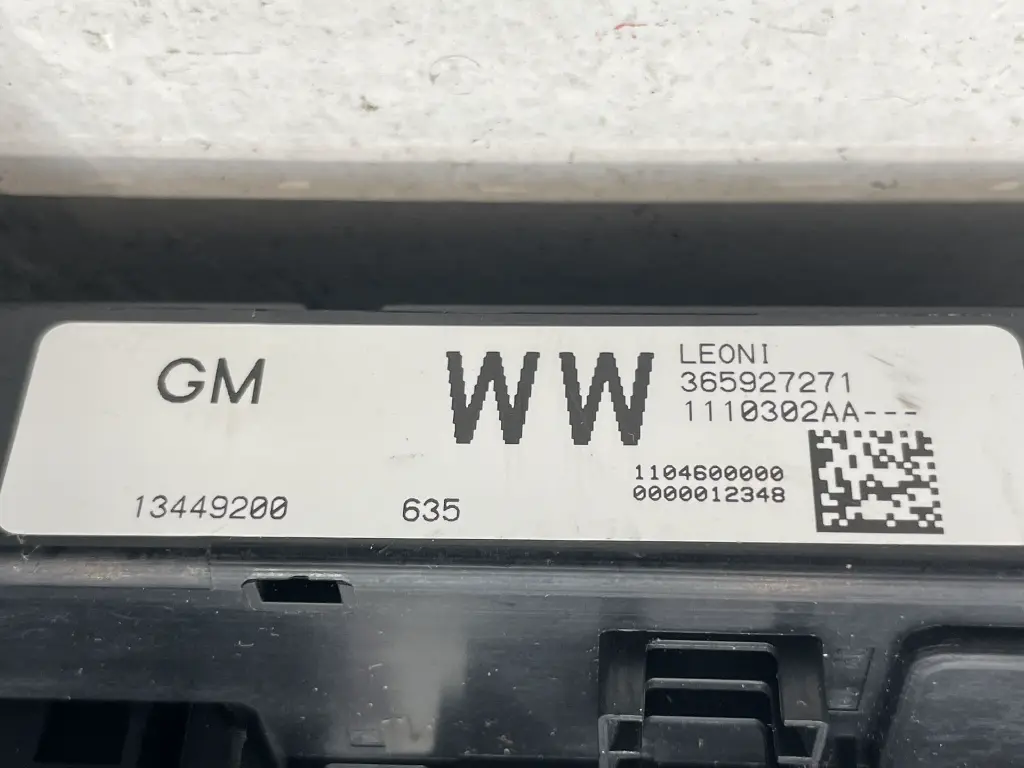 GM
WW
LEONI
365927271
1110302AA---
1104600000
0000012348
13449200
635